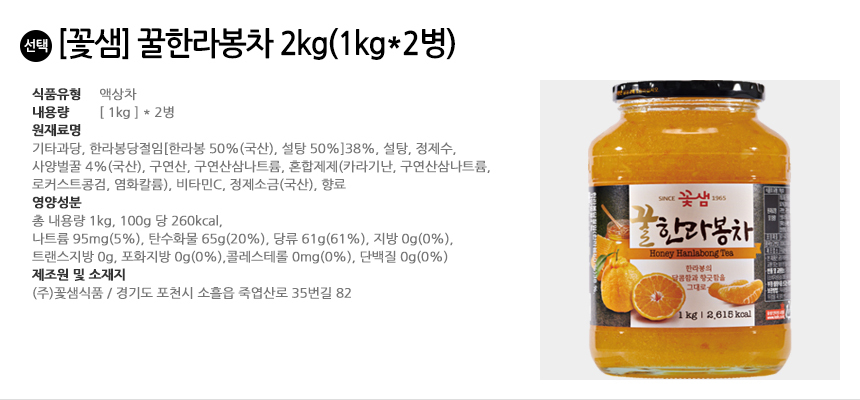 선택 [꽃샘] 꿀한라봉차 2kg(1kg*2병)
식품유형 액상차
내용량 [ 1kg ] * 2병
원재료명
기타과당, 한라봉당절임[한라봉 50%(국산), 설탕 50%]38%, 설탕, 정제수,
사양벌꿀 4%(국산), 구연산, 구연산삼나트륨, 혼합제제(카라기난, 구연산삼나트륨,
로커스트콩검, 염화칼륨), 비타민C, 정제소금(국산), 향료
영양성분
총 내용량 1kg, 100g 당 260kcal,
나트륨 95mg(5%), 탄수화물 65g(20%), 당류 61g(61%), 지방 0g(0%),
트랜스지방 0g, 포화지방 0g(0%),콜레스테롤 0mg(0%), 단백질 0g(0%)
제조원 및 소재지
(주)꽃샘식품 / 경기도 포천시 소흘읍 죽엽산로 35번길 82
SINCE 꽃샘 1965
꿀한라봉차
Honey Hanlabong Tea
한라봉의
달콤함과 향긋함을
그대로~
1 kg | 2,615 kcal